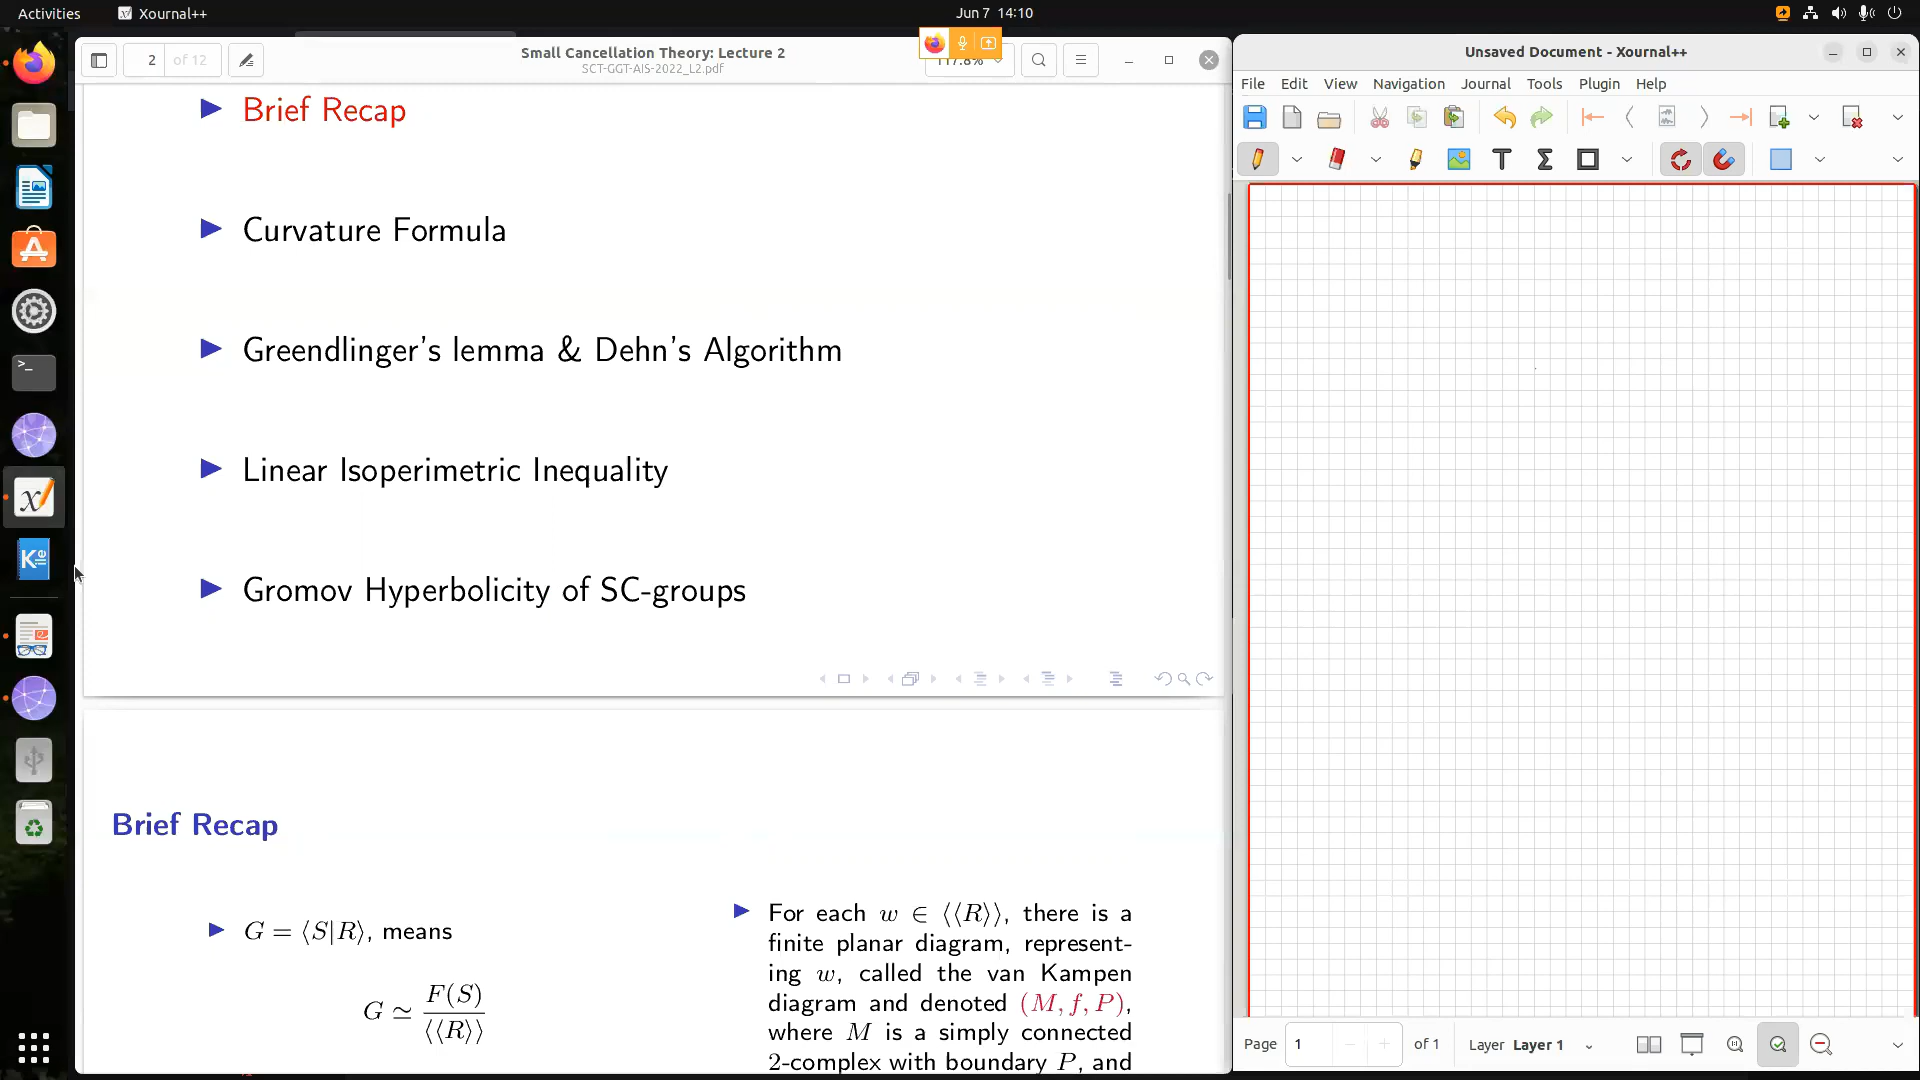 Activities Xournal++ Jun 7 14:10
2 of 12 Small Cancellation Theory: Lecture 2
SCT-GGT-AIS-2022_L2.pdf
117.8%
▶ Brief Recap
▶ Curvature Formula
▶ Greendlinger's lemma & Dehn's Algorithm
▶ Linear Isoperimetric Inequality
▶ Gromov Hyperbolicity of SC-groups
Brief Recap
▶ G = ⟨S|R⟩, means
G ≃ F(S) / ⟨⟨R⟩⟩
▶ For each w ∈ ⟨⟨R⟩⟩, there is a
finite planar diagram, represent-
ing w, called the van Kampen
diagram and denoted (M, f, P),
where M is a simply connected
2-complex with boundary P, and
Unsaved Document - Xournal++
File Edit View Navigation Journal Tools Plugin Help
Page 1 of 1 Layer Layer 1